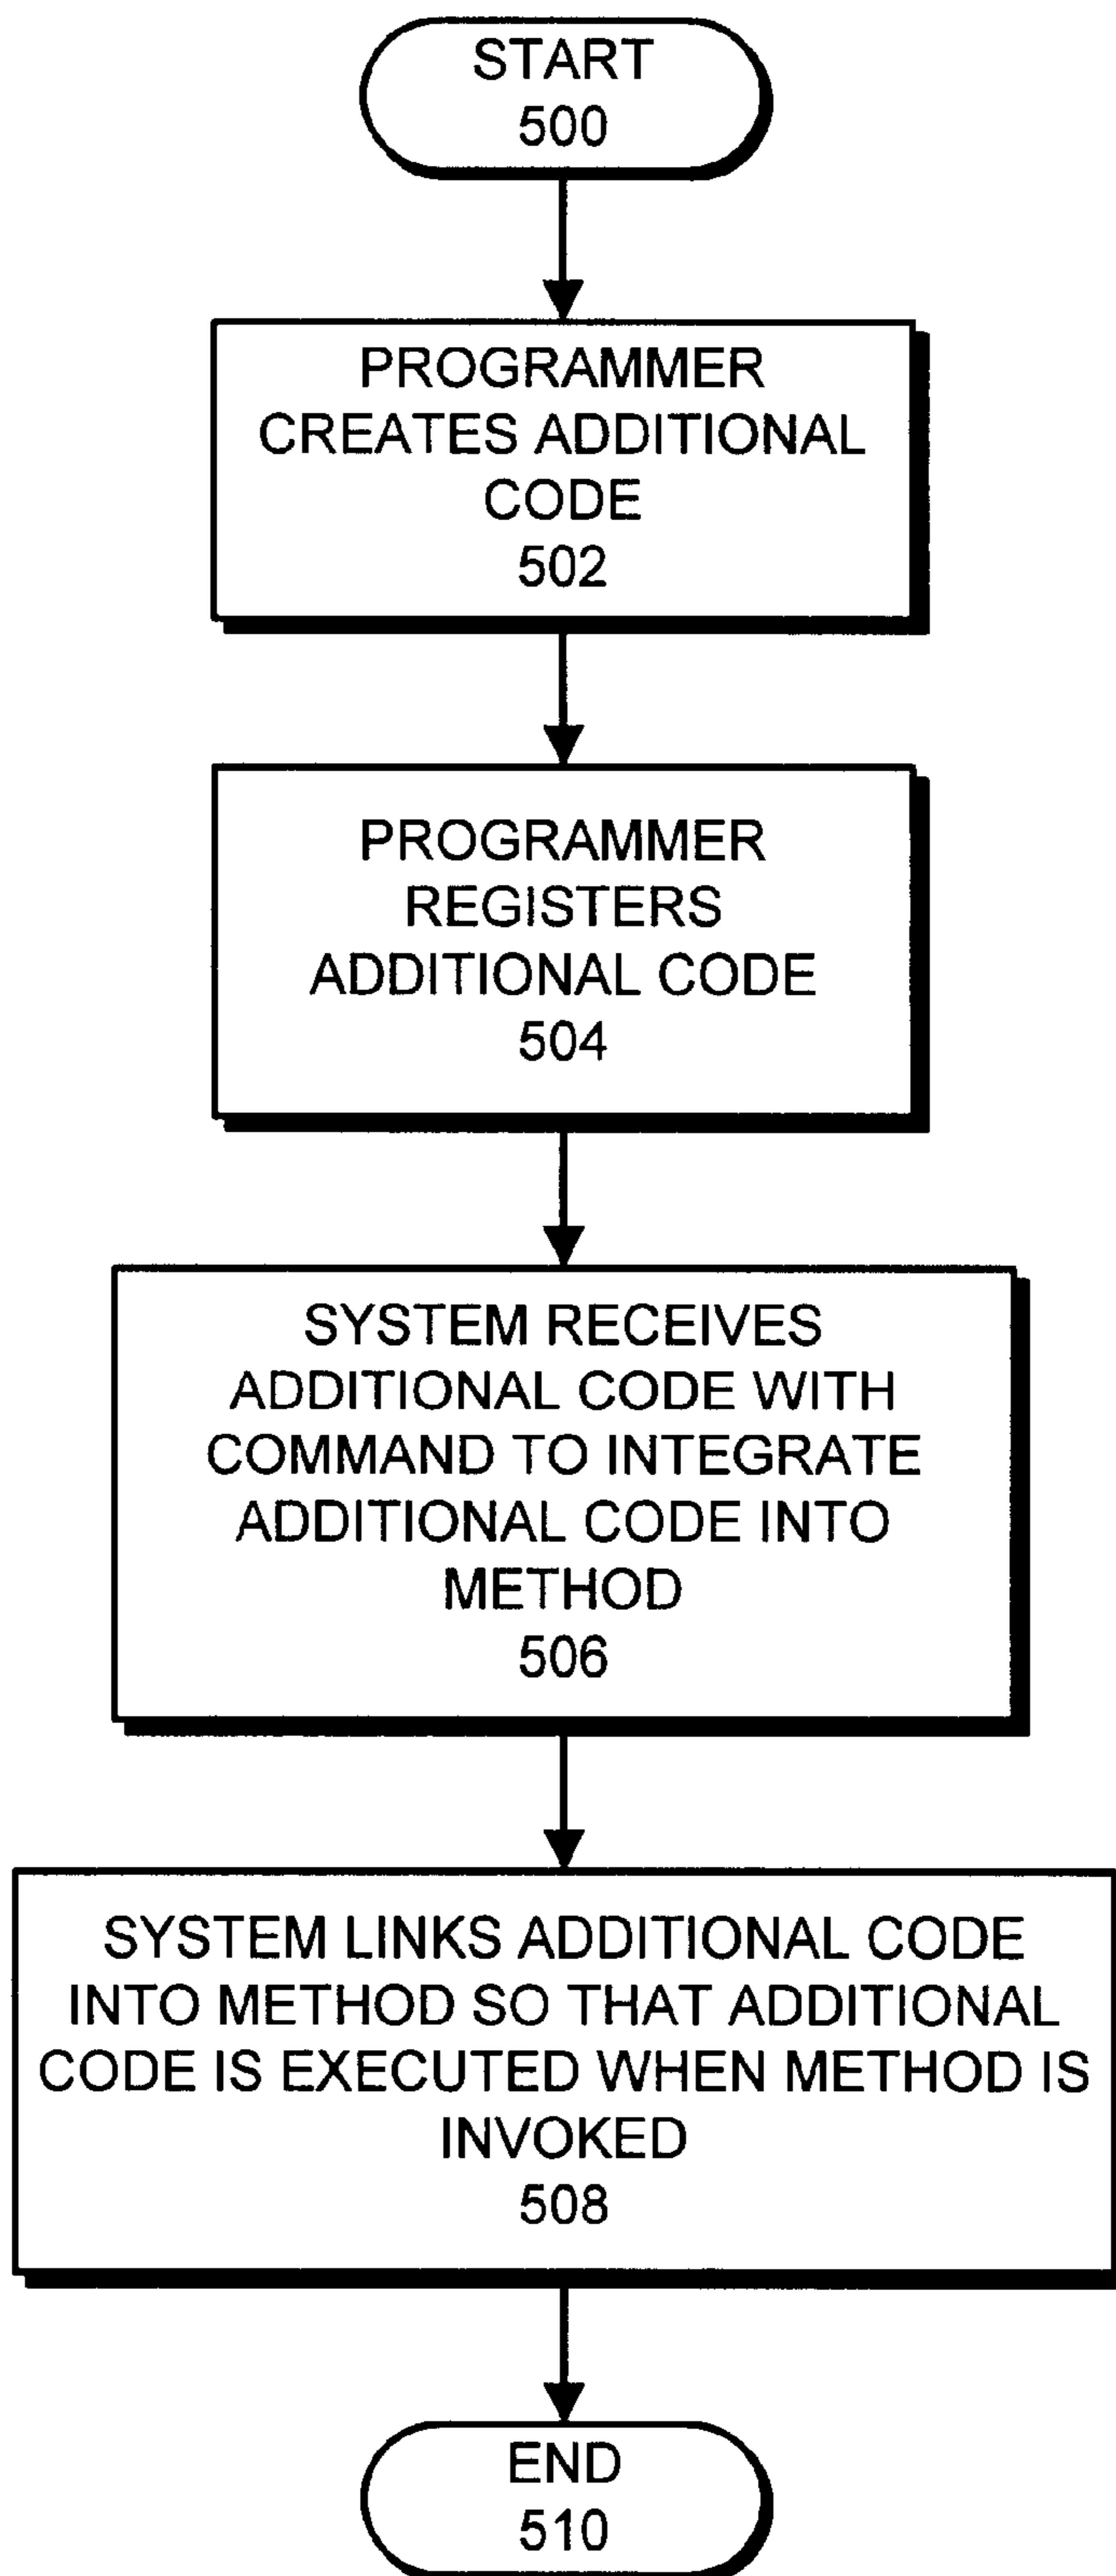 START
500
PROGRAMMER
CREATES ADDITIONAL
CODE
502
PROGRAMMER
REGISTERS
ADDITIONAL CODE
504
SYSTEM RECEIVES
ADDITIONAL CODE WITH
COMMAND TO INTEGRATE
ADDITIONAL CODE INTO
METHOD
506
SYSTEM LINKS ADDITIONAL CODE
INTO METHOD SO THAT ADDITIONAL
CODE IS EXECUTED WHEN METHOD IS
INVOKED
508
END
510